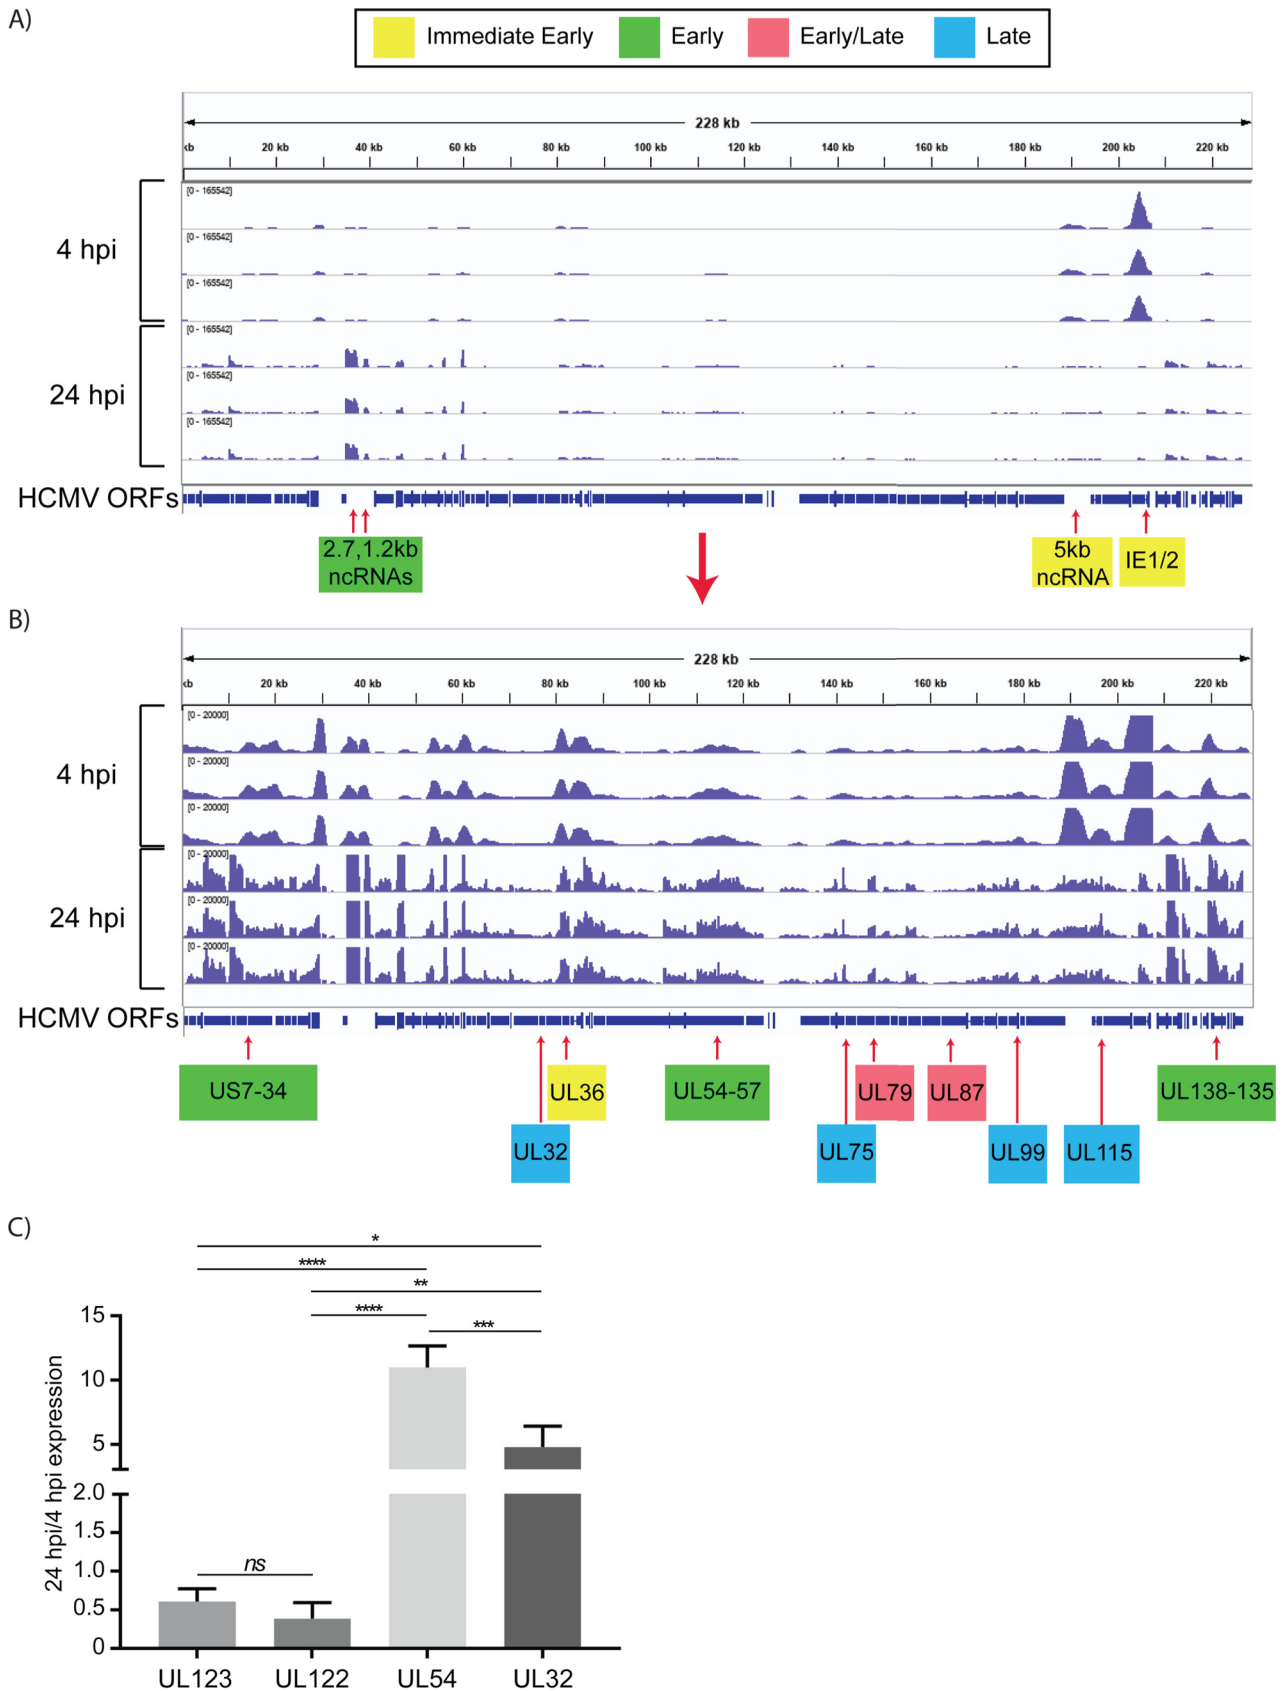 A)
Immediate Early Early Early/Late Late
228 kb
kb 20 kb 40 kb 60 kb 80 kb 100 kb 120 kb 140 kb 160 kb 180 kb 200 kb 220 kb
[0 - 165542]
4 hpi
[0 - 165542]
[0 - 165542]
[0 - 165542]
24 hpi
[0 - 165542]
[0 - 165542]
HCMV ORFs
2.7,1.2kb
ncRNAs
5kb
ncRNA
IE1/2
B)
228 kb
kb 20 kb 40 kb 60 kb 80 kb 100 kb 120 kb 140 kb 160 kb 180 kb 200 kb 220 kb
[0 - 20000]
4 hpi
[0 - 20000]
[0 - 20000]
[0 - 20000]
24 hpi
[0 - 20000]
[0 - 20000]
HCMV ORFs
US7-34 UL36 UL54-57 UL79 UL87 UL138-135
UL32 UL75 UL99 UL115
C)
*
****
**
****
***
15
10
5
2.0
1.5
1.0
0.5
0
24 hpi/4 hpi expression
ns
UL123 UL122 UL54 UL32